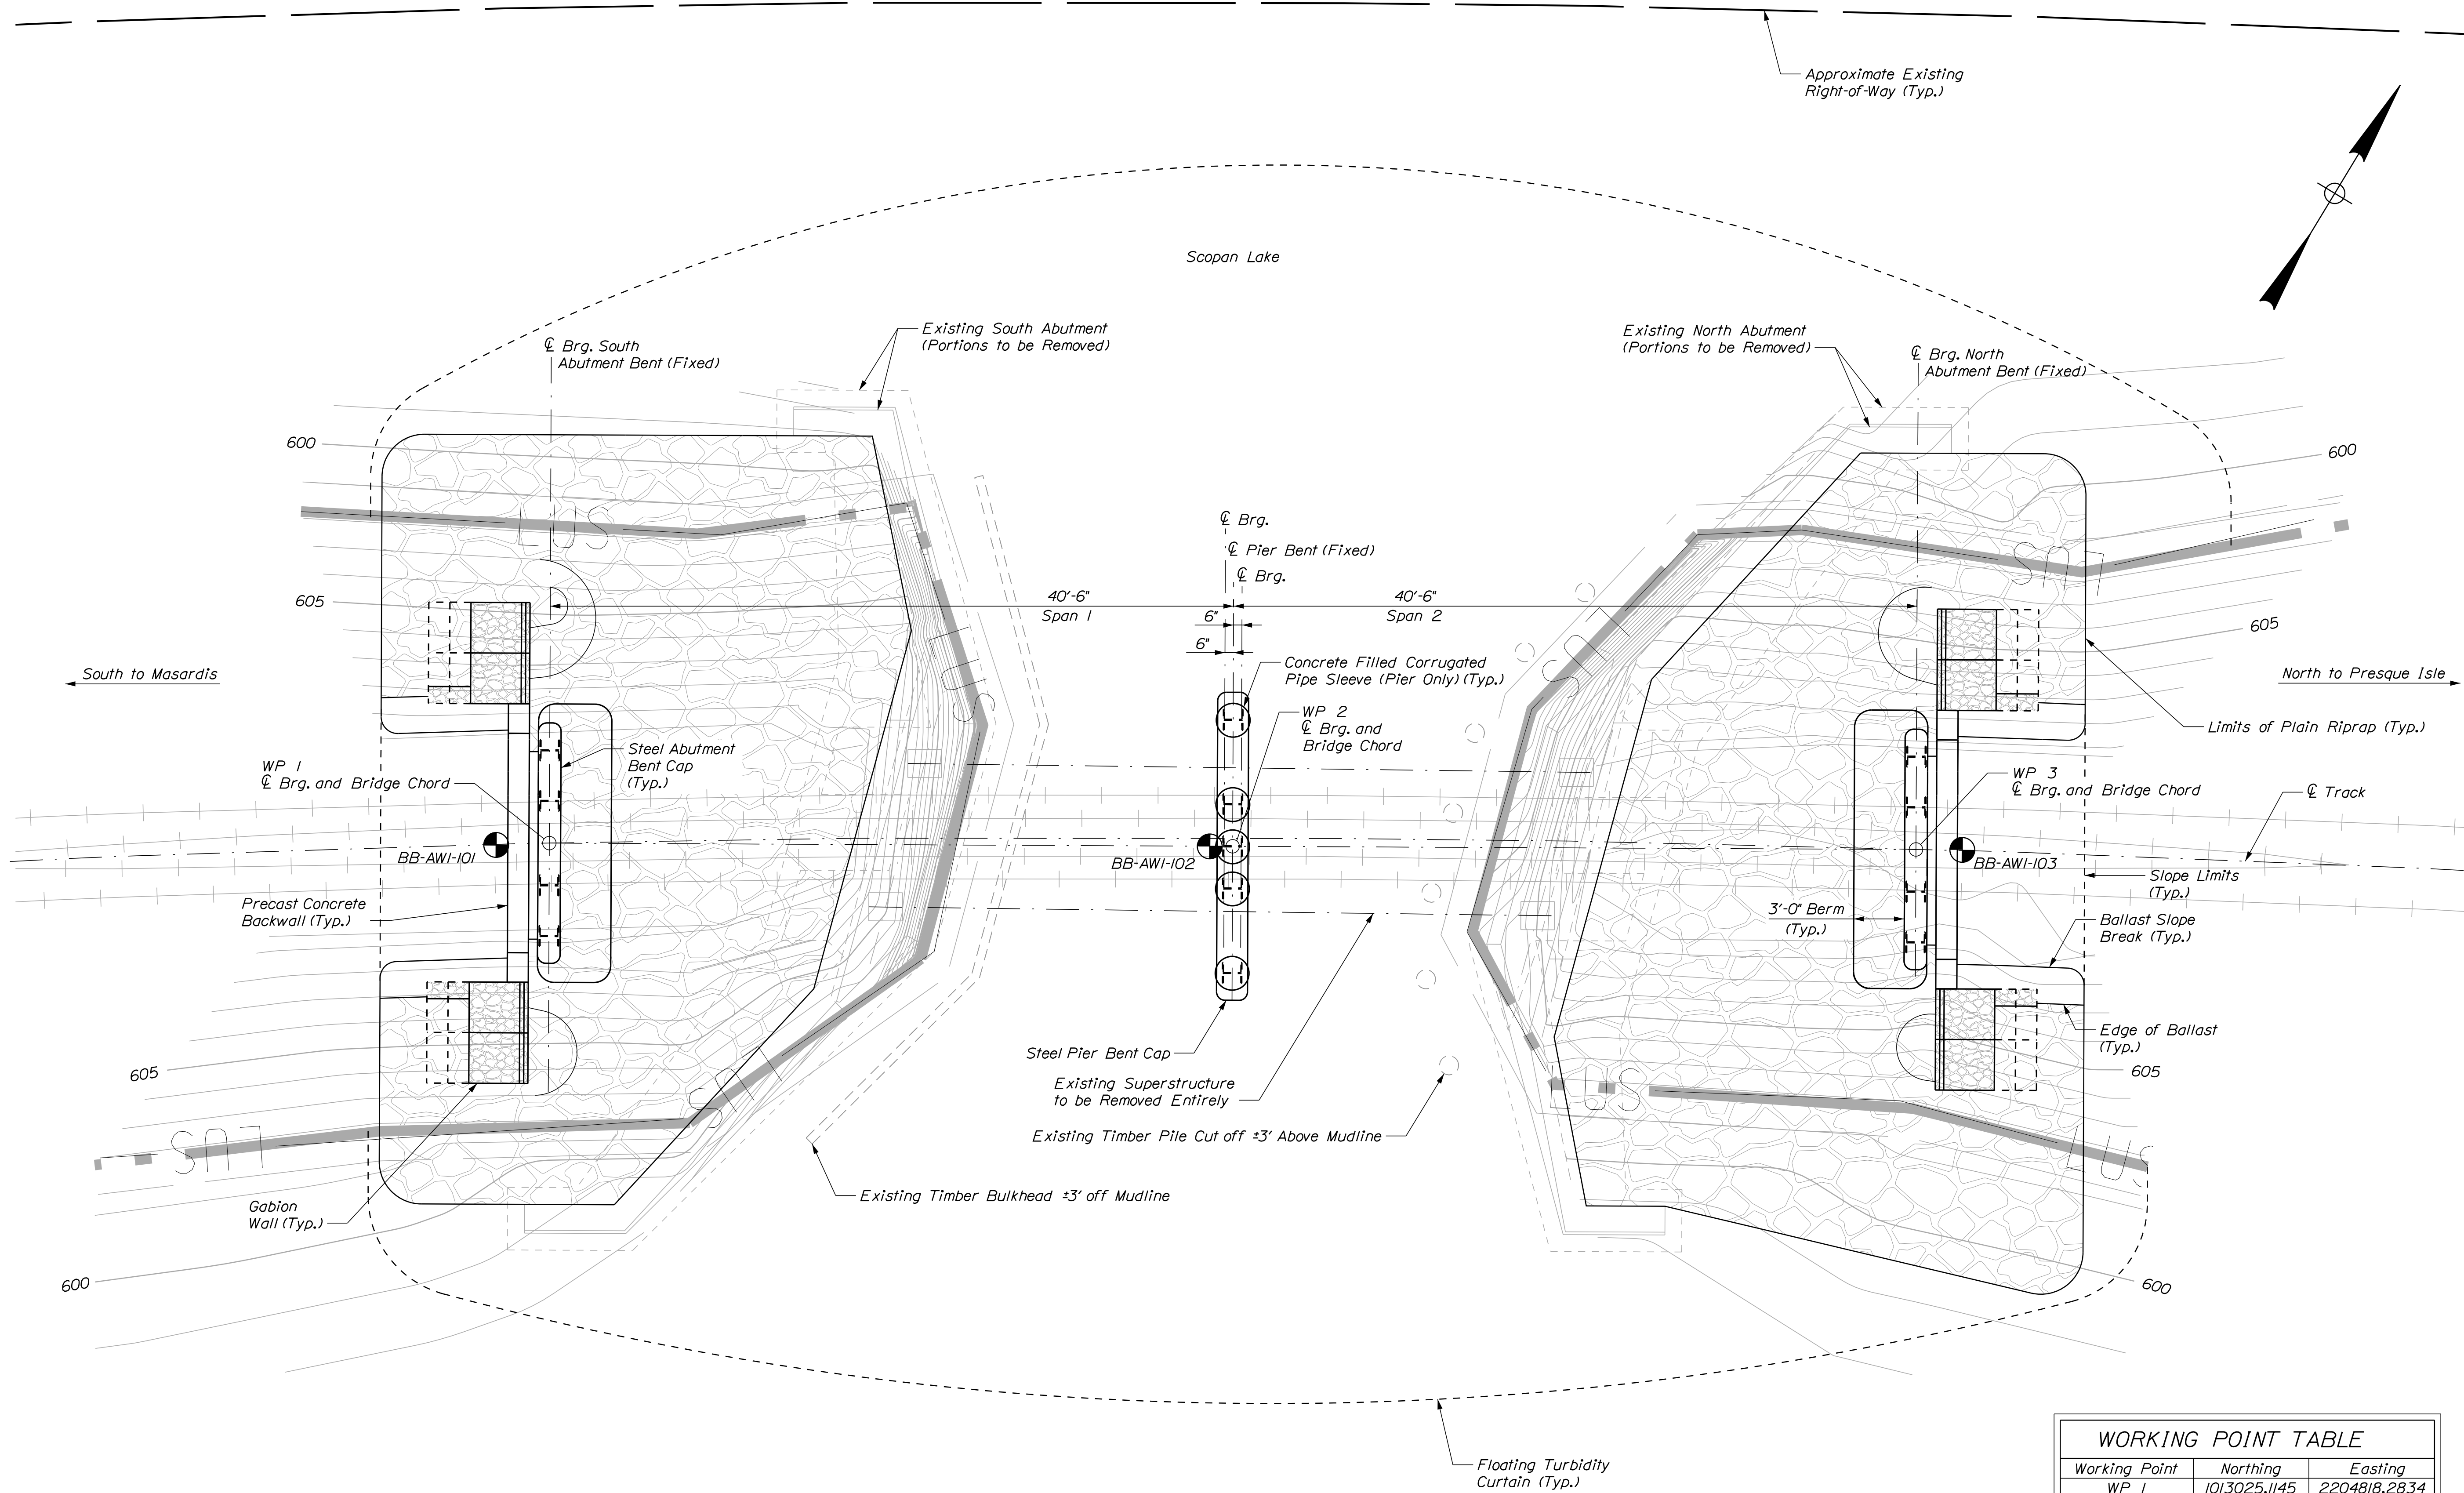 Approximate Existing
Right-of-Way (Typ.)
Scopan Lake
℄ Brg. South
Abutment Bent (Fixed)
Existing South Abutment
(Portions to be Removed)
Existing North Abutment
(Portions to be Removed)
℄ Brg. North
Abutment Bent (Fixed)
600
600
LUS
LUS
℄ Brg.
℄ Pier Bent (Fixed)
℄ Brg.
605
40'-6"
Span 1
40'-6"
Span 2
6"
6"
605
LUS
LUS
South to Masardis
North to Presque Isle
Concrete Filled Corrugated
Pipe Sleeve (Pier Only) (Typ.)
WP 2
℄ Brg. and
Bridge Chord
Limits of Plain Riprap (Typ.)
Steel Abutment
Bent Cap
(Typ.)
WP 1
℄ Brg. and Bridge Chord
WP 3
℄ Brg. and Bridge Chord
℄ Track
BB-AW1-101
BB-AW1-102
BB-AW1-103
Precast Concrete
Backwall (Typ.)
3'-0" Berm
(Typ.)
Slope Limits
(Typ.)
Ballast Slope
Break (Typ.)
Edge of Ballast
(Typ.)
605
605
Steel Pier Bent Cap
Existing Superstructure
to be Removed Entirely
LUS
LUS
Existing Timber Pile Cut off ±3' Above Mudline
LUS
LUS
Existing Timber Bulkhead ±3' off Mudline
Gabion
Wall (Typ.)
600
600
Floating Turbidity
Curtain (Typ.)
WORKING POINT TABLE
Working Point Northing Easting
WP 1 1013025.1145 2204818.2834